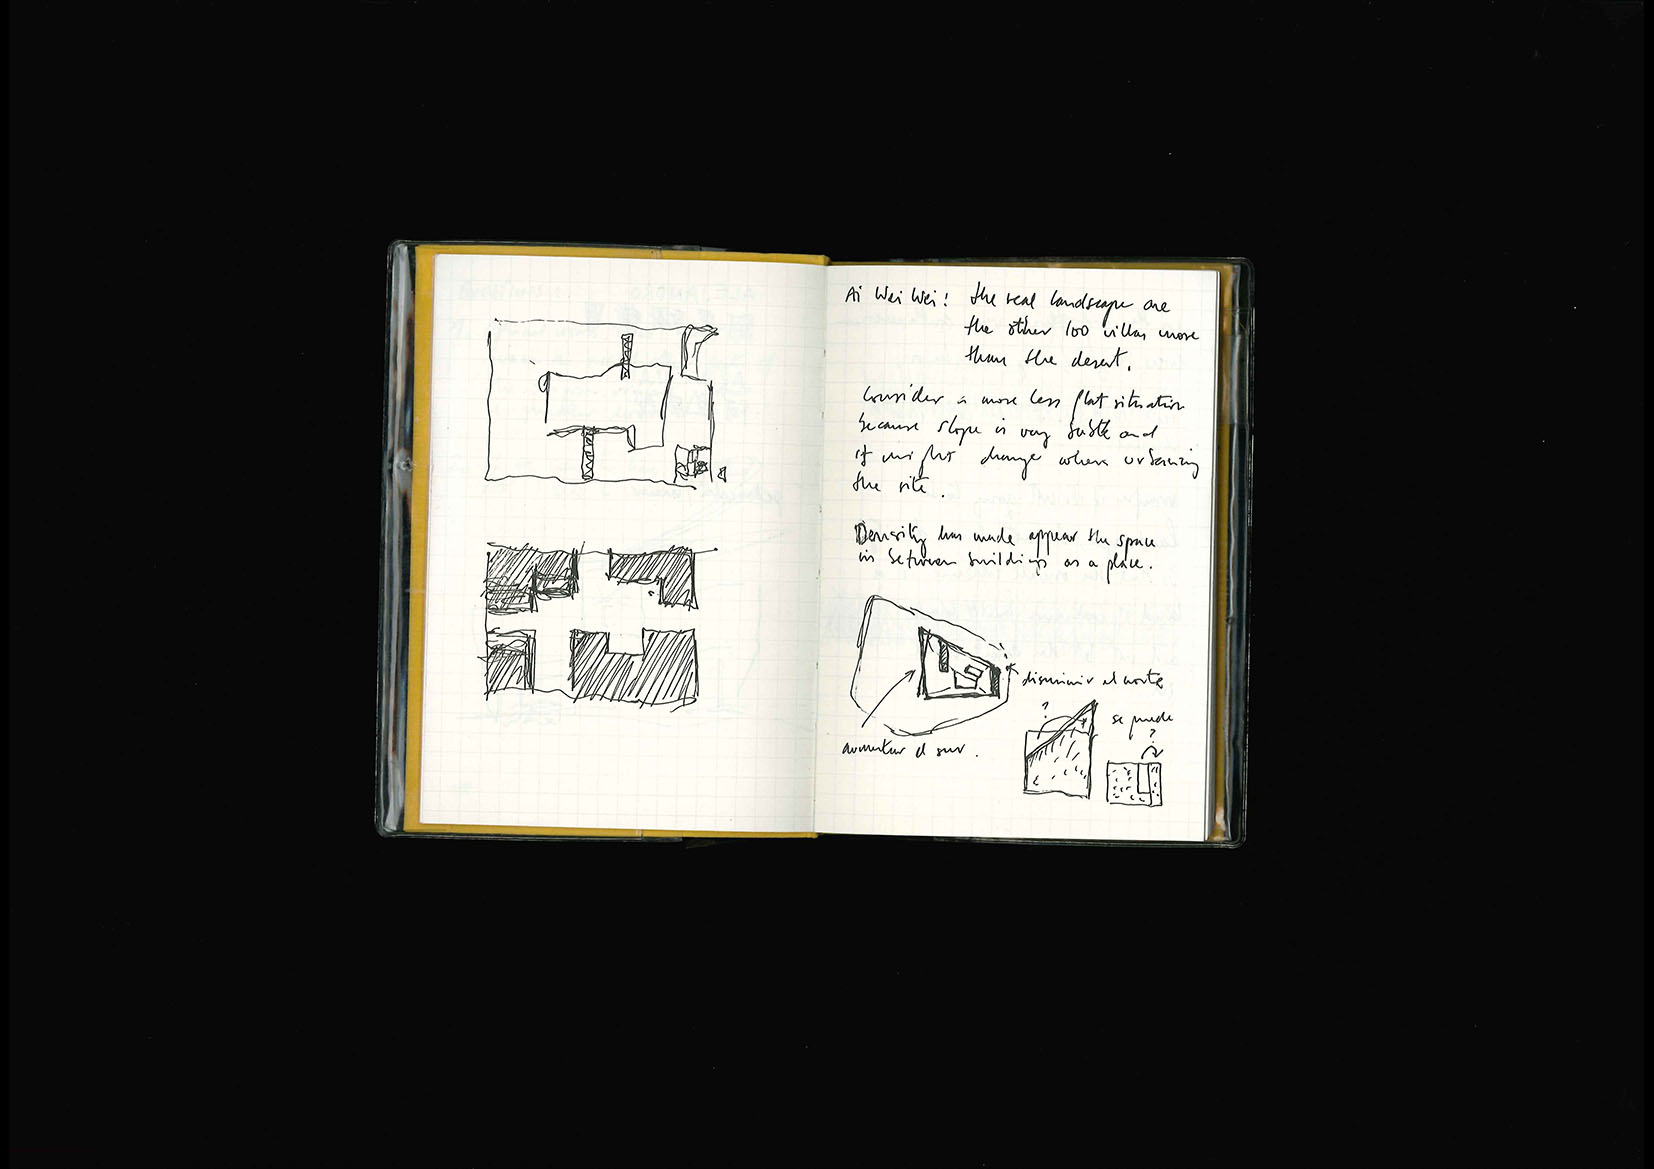 Ai Wei Wei! the real landscape are
the other 100 villas more
than the desert.
Consider a more less flat situation
because slope is very subtle and
it might change when urbanizing
the site.
Density has made appear the space
in between buildings as a place.
disminuir el norte
?
se puede
?
aumentar el sur.